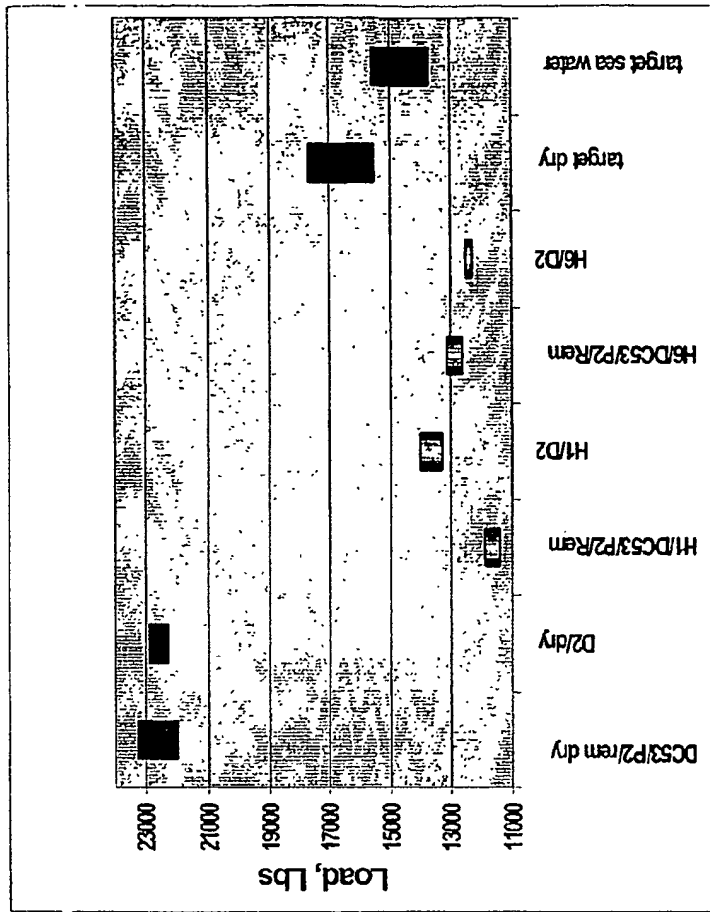 Load, Lbs
23000
21000
19000
17000
15000
13000
11000
DC53/P2/rem dry
D2/dry
H1/DC53/P2/Rem
H1/D2
H6/DC53/P2/Rem
H6/D2
target dry
target sea water